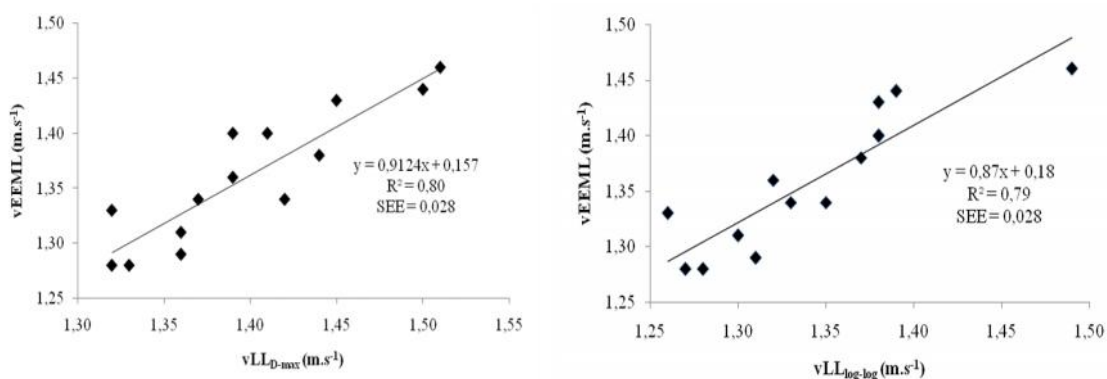 1,50
1,45
1,40
1,35
1,30
1,25
vEEML (m.s⁻¹)
y = 0,9124x + 0,157
R² = 0,80
SEE = 0,028
1,30 1,35 1,40 1,45 1,50 1,55
vLL D-max (m.s⁻¹)
1,50
1,45
1,40
1,35
1,30
1,25
vEEML (m.s⁻¹)
y = 0,87x + 0,18
R² = 0,79
SEE = 0,028
1,25 1,30 1,35 1,40 1,45 1,50
vLL log-log (m.s⁻¹)